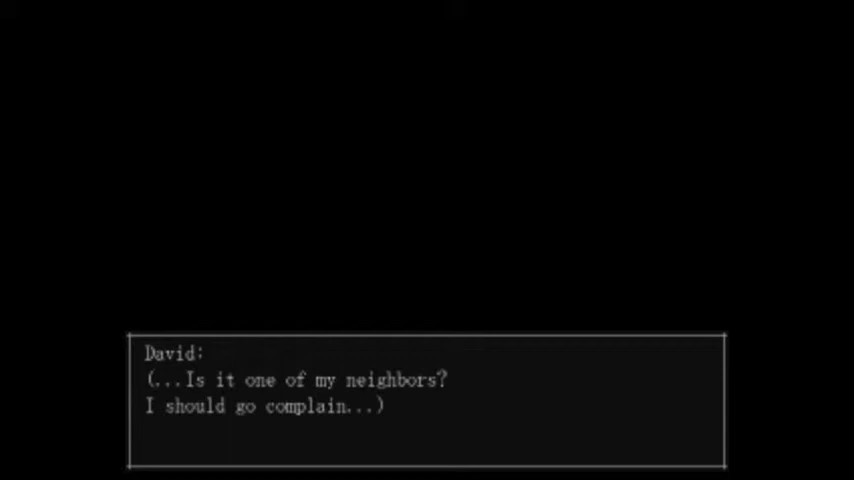 David:
(...Is it one of my neighbors?
I should go complain...)